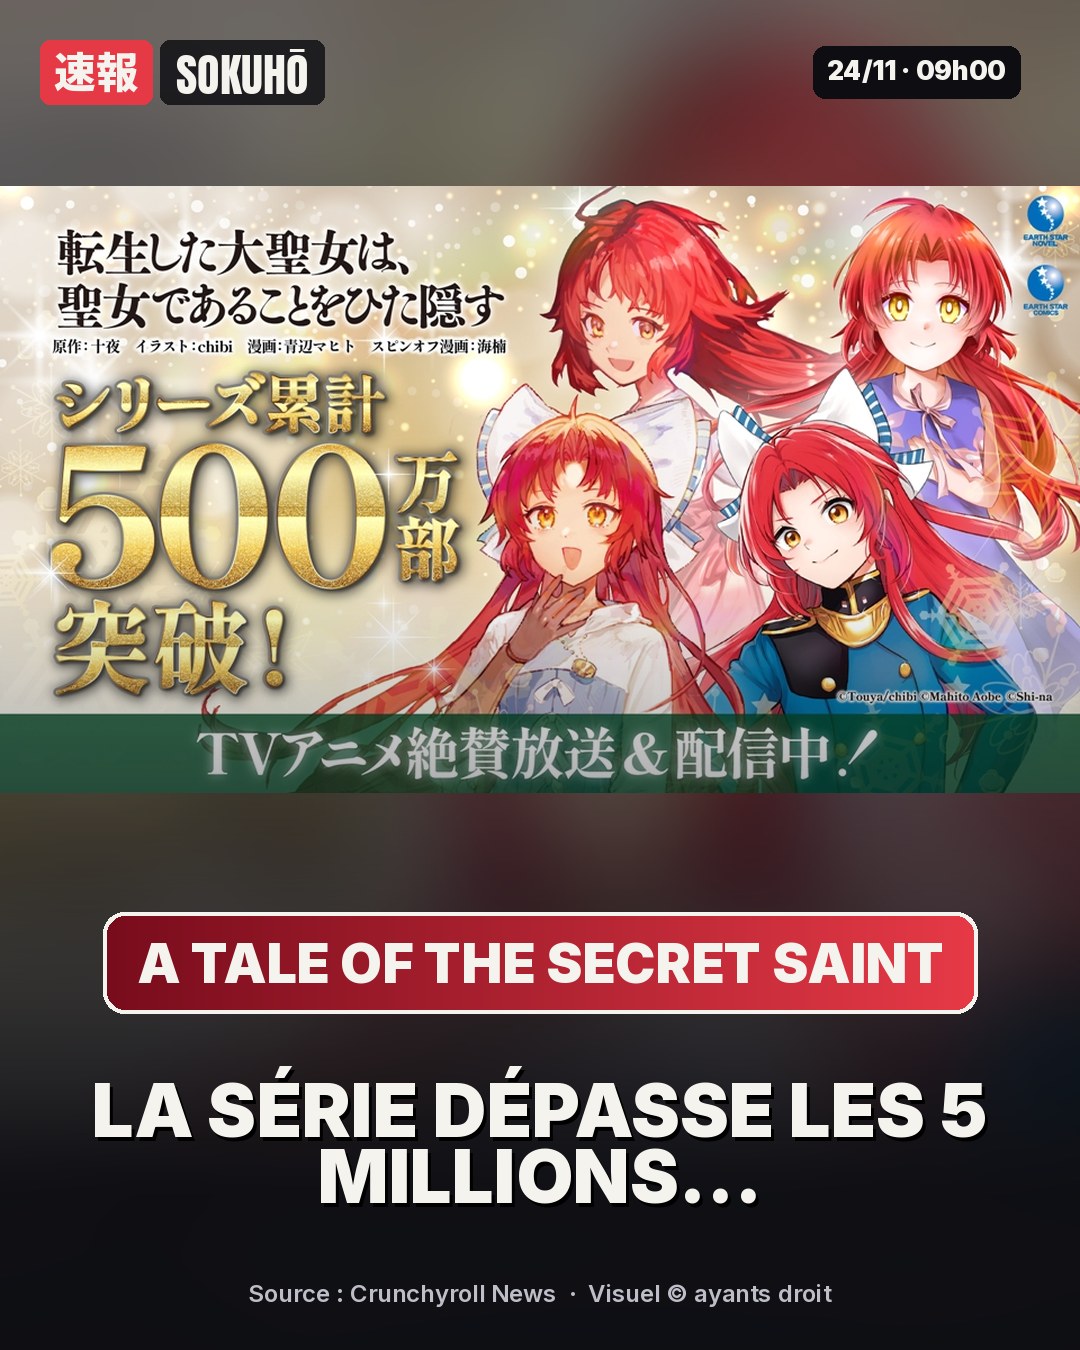 速報 SOKUHŌ
24/11 · 09h00
転生した大聖女は、
聖女であることをひた隠す
原作：十夜 イラスト：chibi 漫画：青辺マヒト スピンオフ漫画：海楠
シリーズ累計
500万部
突破！
EARTH STAR
NOVEL
EARTH STAR
COMICS
©Touya/chibi ©Mahito Aobe ©Shi-na
TVアニメ絶賛放送＆配信中！
A TALE OF THE SECRET SAINT
LA SÉRIE DÉPASSE LES 5
MILLIONS...
Source : Crunchyroll News · Visuel © ayants droit